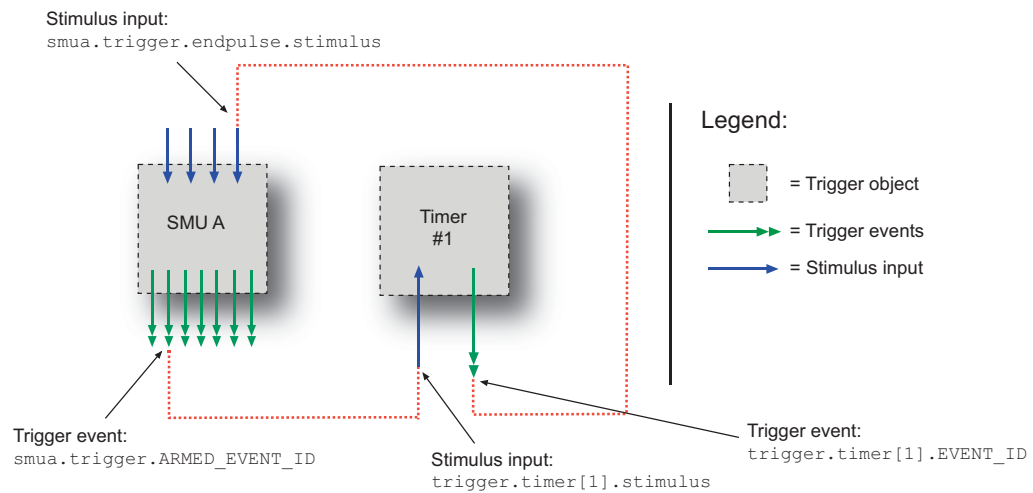 Stimulus input:
smua.trigger.endpulse.stimulus
Legend:
= Trigger object
SMU A
Timer
#1
= Trigger events
= Stimulus input
Trigger event:
smua.trigger.ARMED_EVENT_ID
Stimulus input:
trigger.timer[1].stimulus
Trigger event:
trigger.timer[1].EVENT_ID